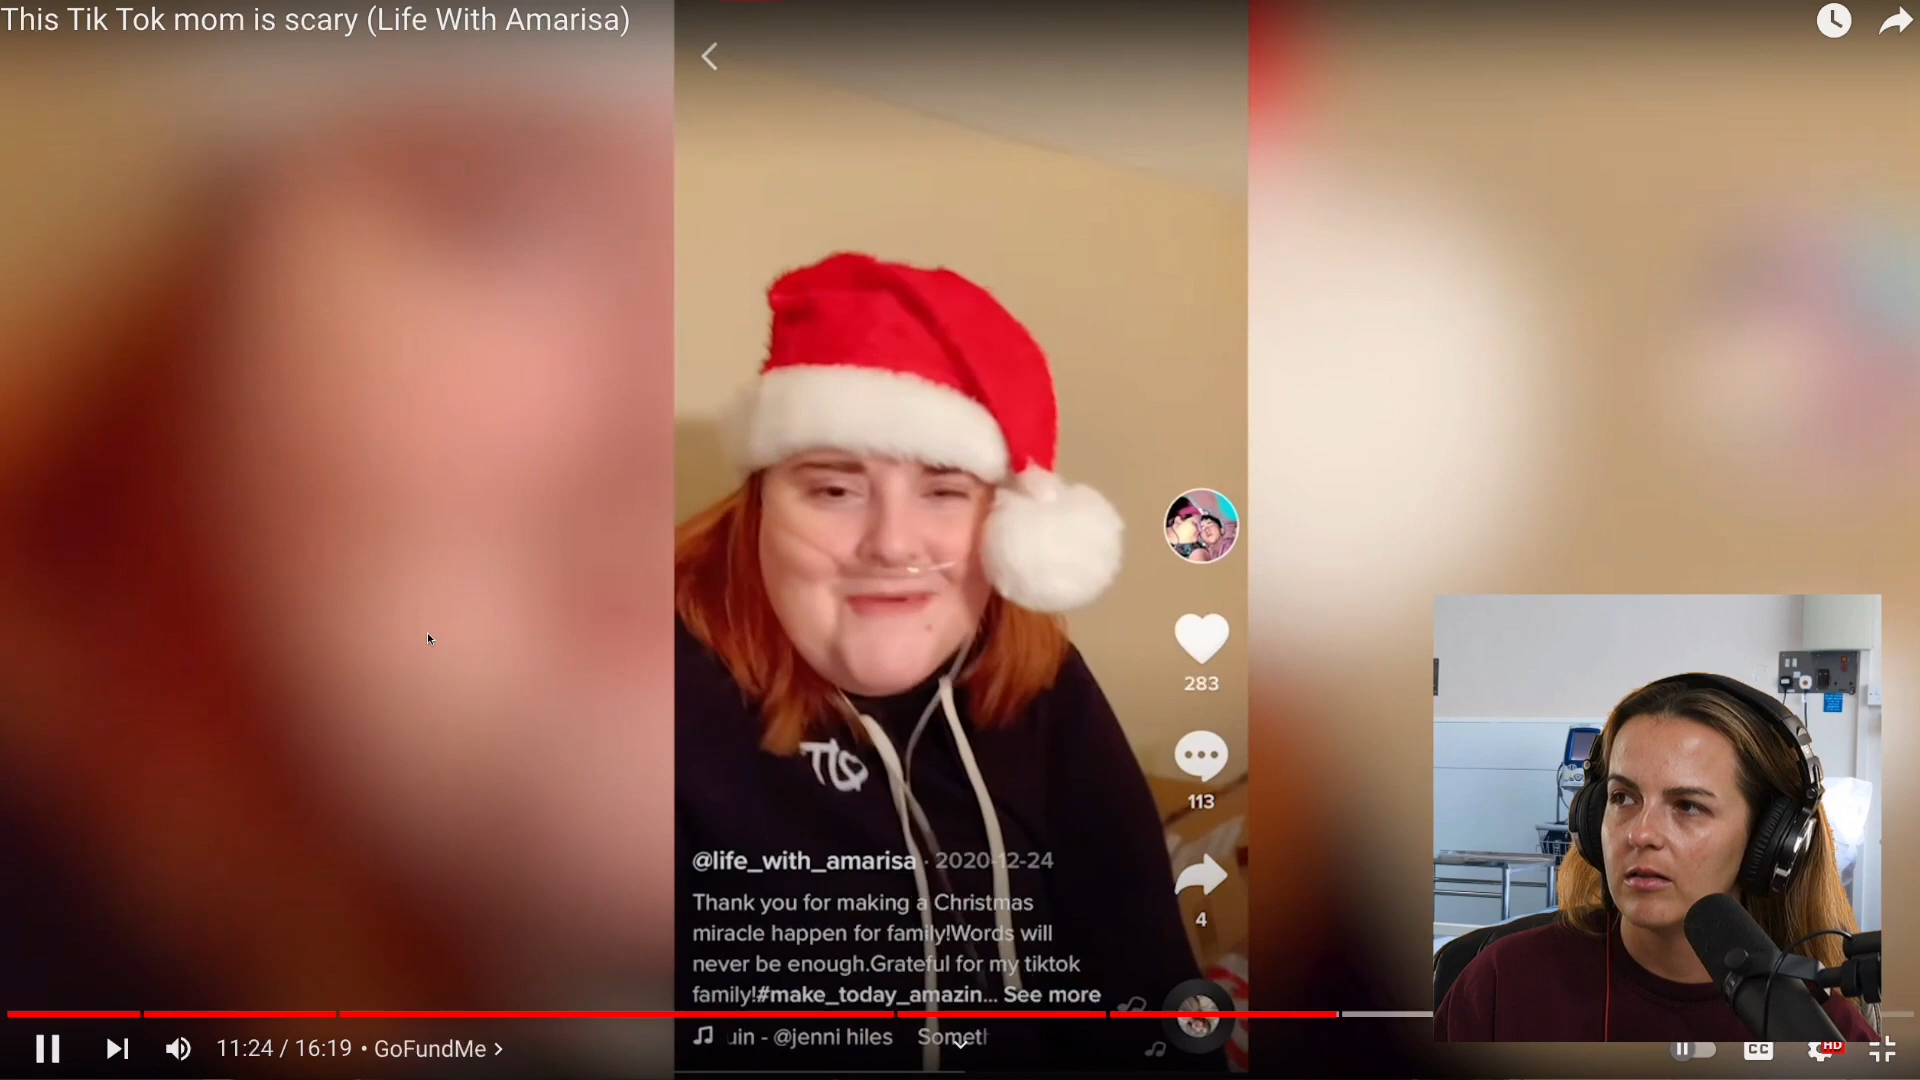 This Tik Tok mom is scary (Life With Amarisa)
283
113
4
@life_with_amarisa · 2020-12-24
Thank you for making a Christmas
miracle happen for family!Words will
never be enough.Grateful for my tiktok
family!#make_today_amazin... See more
- @jenni hiles
11:24 / 16:19 • GoFundMe
CC
HD